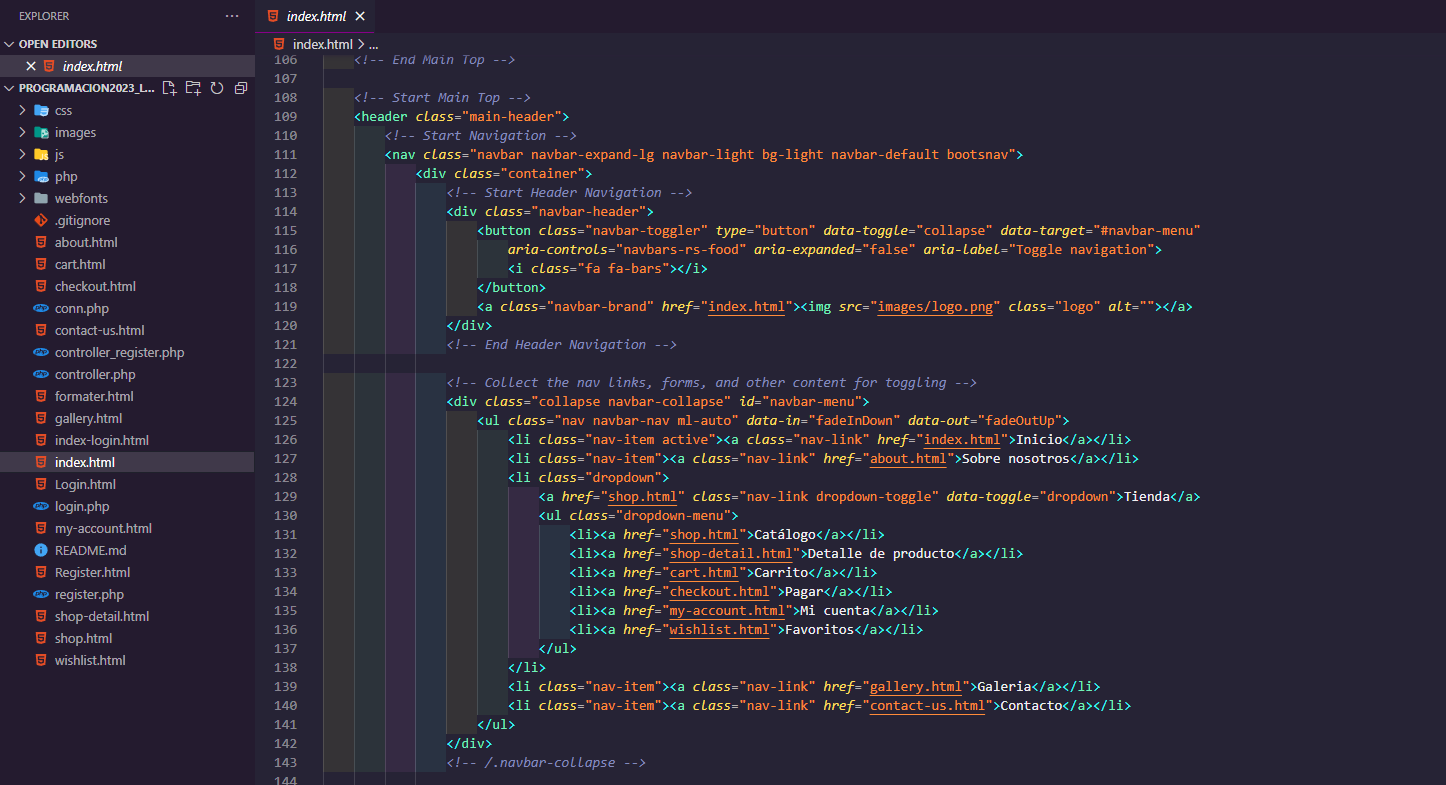 EXPLORER ...
OPEN EDITORS
index.html
PROGRAMACION2023_L...
css
images
js
php
webfonts
.gitignore
about.html
cart.html
checkout.html
conn.php
contact-us.html
controller_register.php
controller.php
formater.html
gallery.html
index-login.html
index.html
Login.html
login.php
my-account.html
README.md
Register.html
register.php
shop-detail.html
shop.html
wishlist.html
index.html
index.html > ...
106 <!-- End Main Top -->
107
108 <!-- Start Main Top -->
109 <header class="main-header">
110 <!-- Start Navigation -->
111 <nav class="navbar navbar-expand-lg navbar-light bg-light navbar-default bootsnav">
112 <div class="container">
113 <!-- Start Header Navigation -->
114 <div class="navbar-header">
115 <button class="navbar-toggler" type="button" data-toggle="collapse" data-target="#navbar-menu"
116 aria-controls="navbars-rs-food" aria-expanded="false" aria-label="Toggle navigation">
117 <i class="fa fa-bars"></i>
118 </button>
119 <a class="navbar-brand" href="index.html"><img src="images/logo.png" class="logo" alt=""></a>
120 </div>
121 <!-- End Header Navigation -->
122
123 <!-- Collect the nav links, forms, and other content for toggling -->
124 <div class="collapse navbar-collapse" id="navbar-menu">
125 <ul class="nav navbar-nav ml-auto" data-in="fadeInDown" data-out="fadeOutUp">
126 <li class="nav-item active"><a class="nav-link" href="index.html">Inicio</a></li>
127 <li class="nav-item"><a class="nav-link" href="about.html">Sobre nosotros</a></li>
128 <li class="dropdown">
129 <a href="shop.html" class="nav-link dropdown-toggle" data-toggle="dropdown">Tienda</a>
130 <ul class="dropdown-menu">
131 <li><a href="shop.html">Catálogo</a></li>
132 <li><a href="shop-detail.html">Detalle de producto</a></li>
133 <li><a href="cart.html">Carrito</a></li>
134 <li><a href="checkout.html">Pagar</a></li>
135 <li><a href="my-account.html">Mi cuenta</a></li>
136 <li><a href="wishlist.html">Favoritos</a></li>
137 </ul>
138 </li>
139 <li class="nav-item"><a class="nav-link" href="gallery.html">Galeria</a></li>
140 <li class="nav-item"><a class="nav-link" href="contact-us.html">Contacto</a></li>
141 </ul>
142 </div>
143 <!-- /.navbar-collapse -->
144